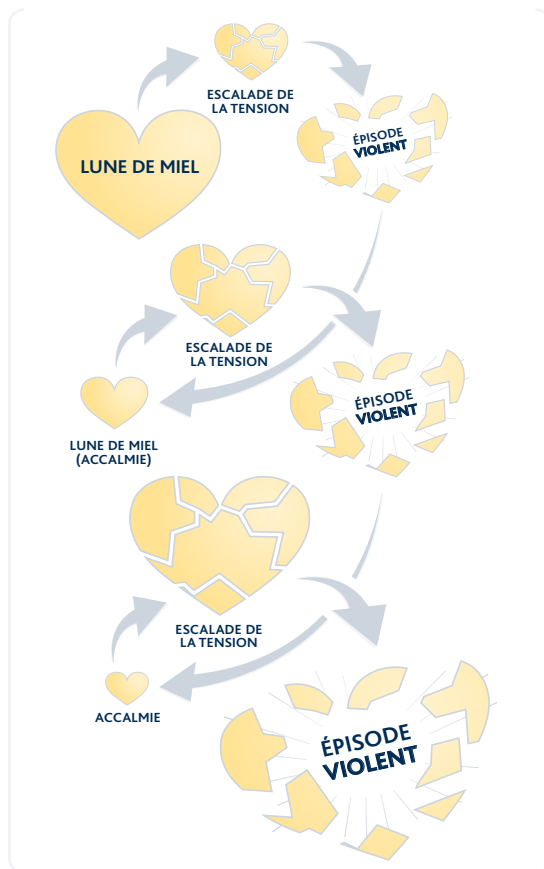 ESCALADE DE
LA TENSION
ÉPISODE
VIOLENT
LUNE DE MIEL
ESCALADE DE
LA TENSION
ÉPISODE
VIOLENT
LUNE DE MIEL
(ACCALMIE)
ESCALADE DE
LA TENSION
ACCALMIE
ÉPISODE
VIOLENT